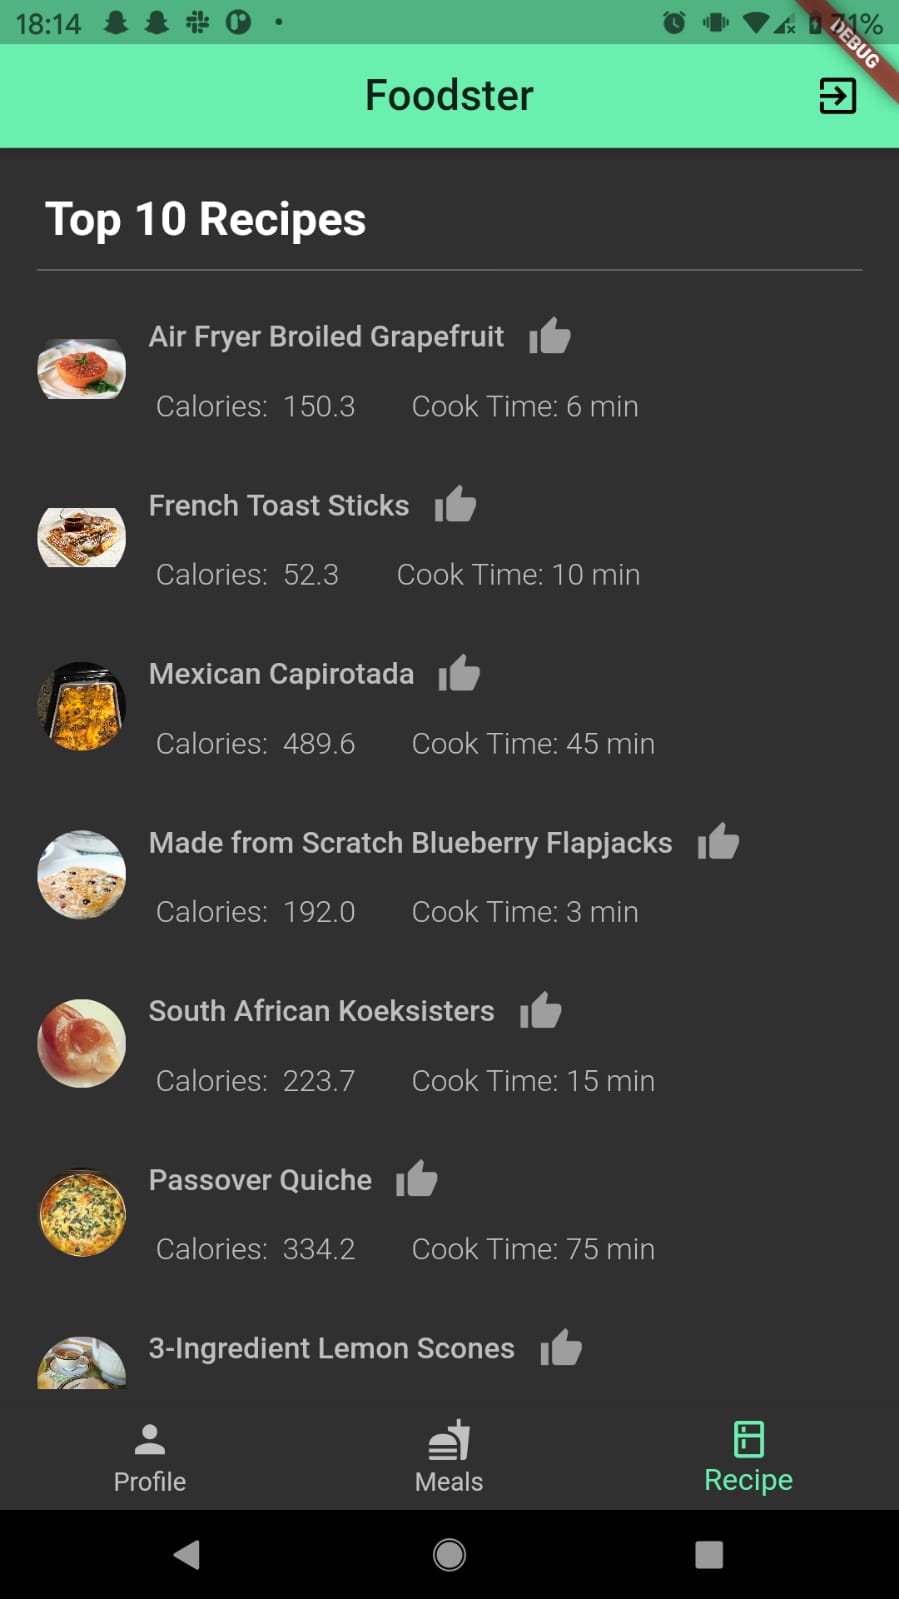 18:14
71%
DEBUG
Foodster
Top 10 Recipes
Air Fryer Broiled Grapefruit
Calories: 150.3 Cook Time: 6 min
French Toast Sticks
Calories: 52.3 Cook Time: 10 min
Mexican Capirotada
Calories: 489.6 Cook Time: 45 min
Made from Scratch Blueberry Flapjacks
Calories: 192.0 Cook Time: 3 min
South African Koeksisters
Calories: 223.7 Cook Time: 15 min
Passover Quiche
Calories: 334.2 Cook Time: 75 min
3-Ingredient Lemon Scones
Profile Meals Recipe